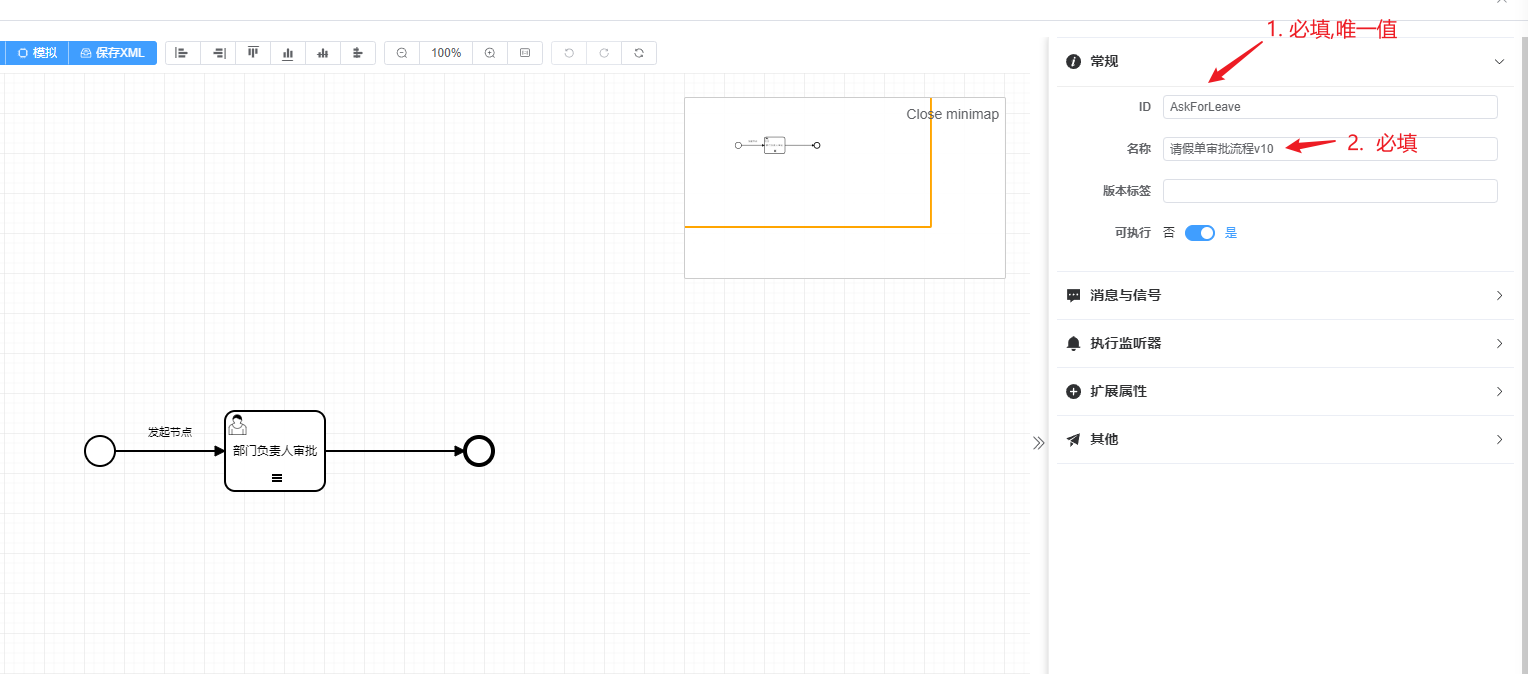 模拟
保存XML
100%
Close minimap
发起节点
部门负责人审批
1. 必填,唯一值
常规
ID
AskForLeave
名称
请假单审批流程v10
2. 必填
版本标签
可执行
否
是
消息与信号
执行监听器
扩展属性
其他